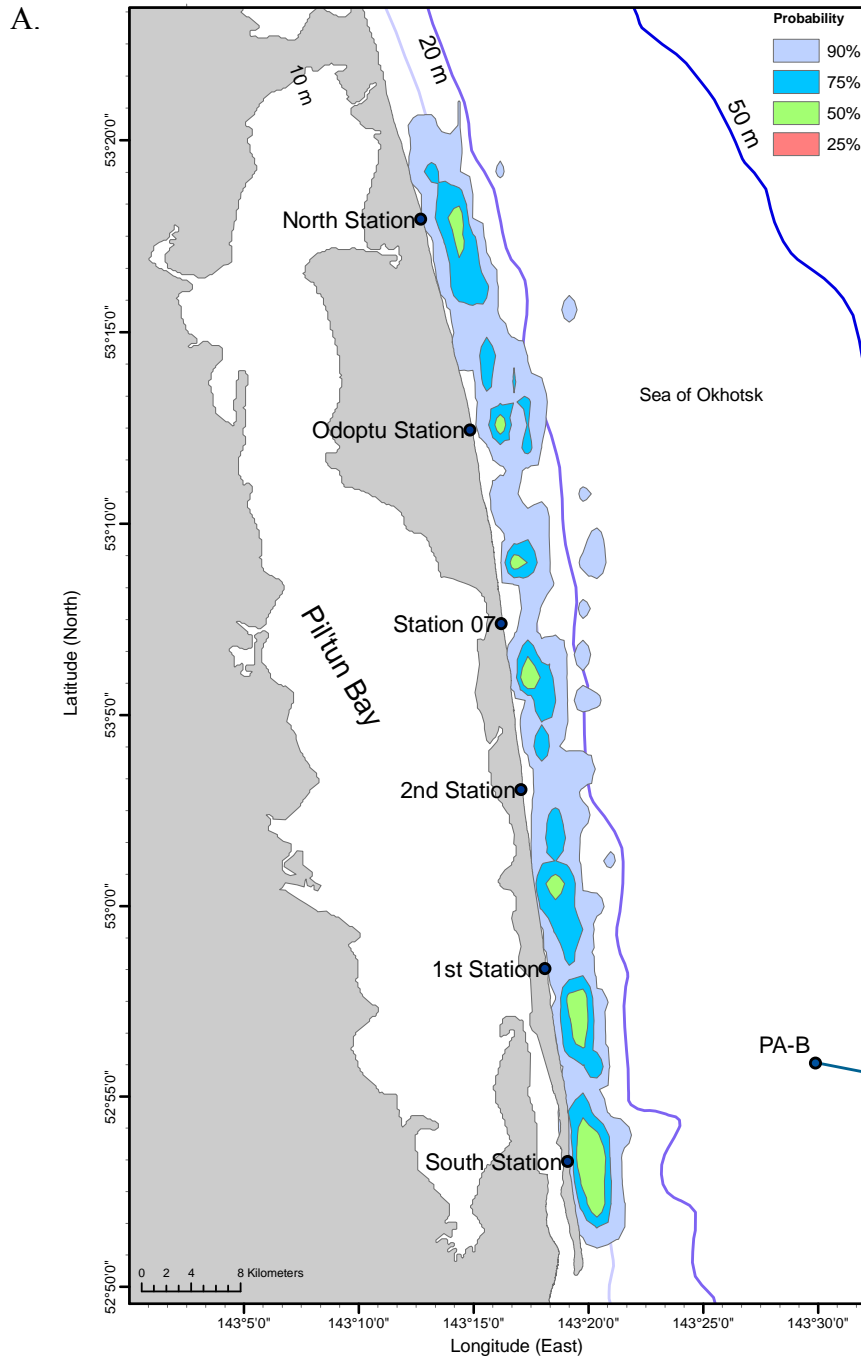 A.
Probability
90%
75%
50%
25%
10 m
20 m
50 m
53°20'0"
North Station
53°15'0"
Sea of Okhotsk
Odoptu Station
53°10'0"
Latitude (North)
Pil'tun Bay
Station 07
53°5'0"
2nd Station
53°0'0"
1st Station
PA-B
52°55'0"
South Station
0 2 4 8 Kilometers
52°50'0"
143°5'0" 143°10'0" 143°15'0" 143°20'0" 143°25'0" 143°30'0"
Longitude (East)